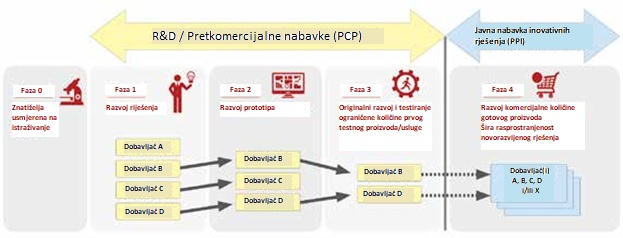 R&D / Pretkomercijalne nabavke (PCP)
Javna nabavka inovativnih
rješenja (PPI)
Faza 0
Znatiželja
usmjerena na
istraživanje
Faza 1
Razvoj riješenja
Dobavljač A
Dobavljač B
Dobavljač C
Dobavljač D
Faza 2
Razvoj prototipa
Dobavljač B
Dobavljač C
Dobavljač D
Faza 3
Originalni razvoj i testiranje
ograničene količine prvog
testnog proizvoda/usluge
Dobavljač B
Dobavljač D
Faza 4
Razvoj komercijalne količine
gotovog proizvoda
Šira rasprostranjenost
novorazvijenog rješenja
Dobavljač(i)
A, B, C, D
i/ili X